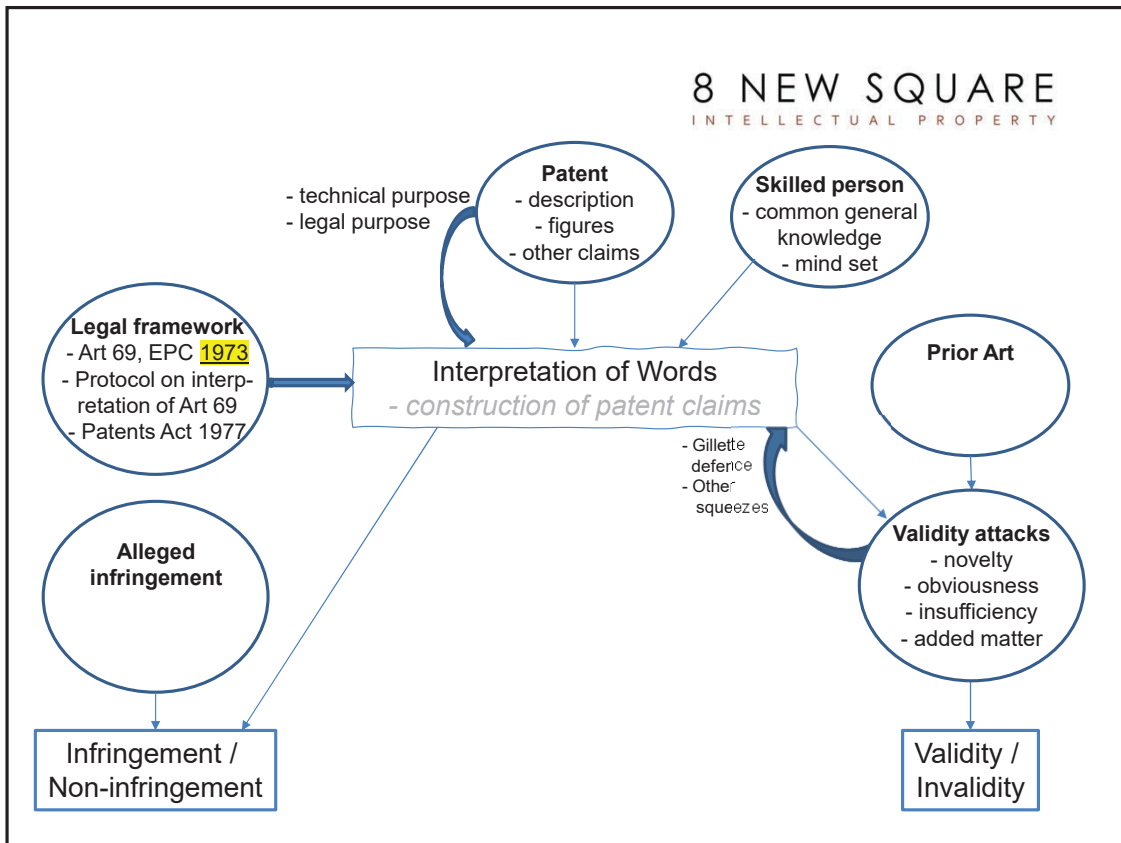 8 NEW SQUARE
INTELLECTUAL PROPERTY
- technical purpose
- legal purpose
Patent
- description
- figures
- other claims
Skilled person
- common general
knowledge
- mind set
Legal framework
- Art 69, EPC 1973
- Protocol on interp-
retation of Art 69
- Patents Act 1977
Interpretation of Words
- construction of patent claims
Prior Art
- Gillette
defence
- Other
squeezes
Alleged
infringement
Validity attacks
- novelty
- obviousness
- insufficiency
- added matter
Infringement /
Non-infringement
Validity /
Invalidity